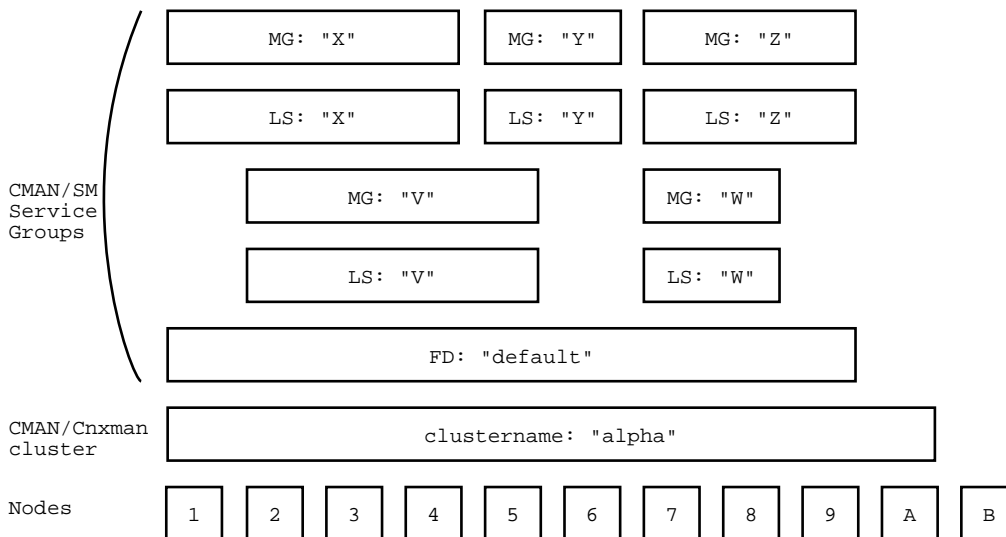 MG: "X" MG: "Y" MG: "Z"
LS: "X" LS: "Y" LS: "Z"
CMAN/SM
Service
Groups
MG: "V" MG: "W"
LS: "V" LS: "W"
FD: "default"
CMAN/Cnxman
cluster
clustername: "alpha"
Nodes 1 2 3 4 5 6 7 8 9 A B